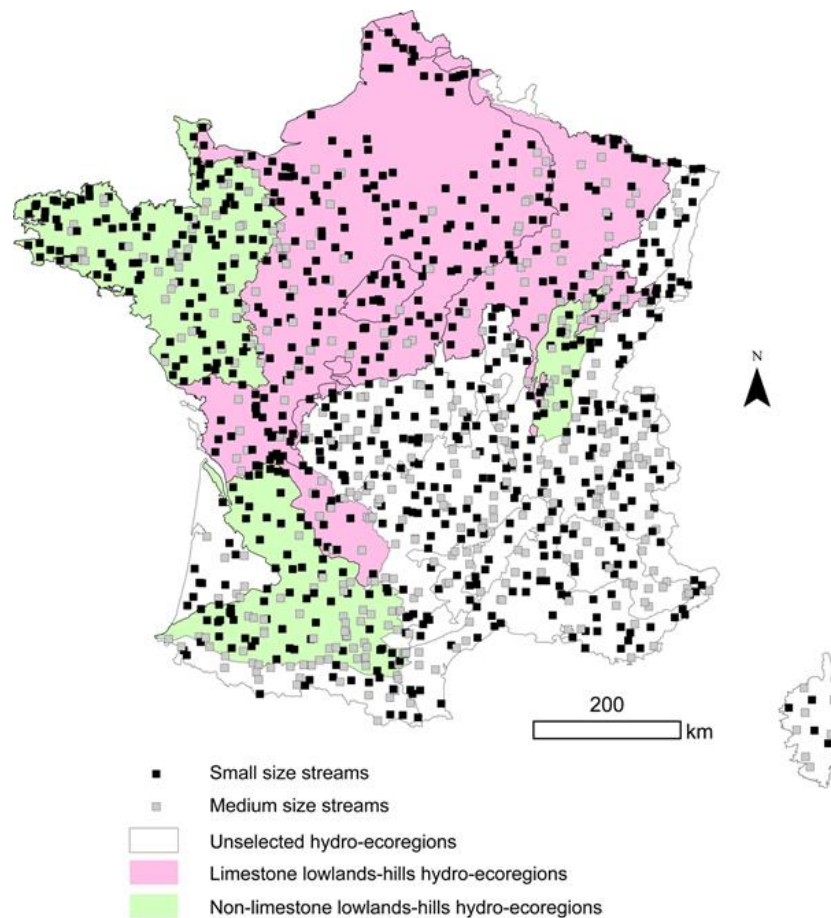 N
200
km
Small size streams
Medium size streams
Unselected hydro-ecoregions
Limestone lowlands-hills hydro-ecoregions
Non-limestone lowlands-hills hydro-ecoregions